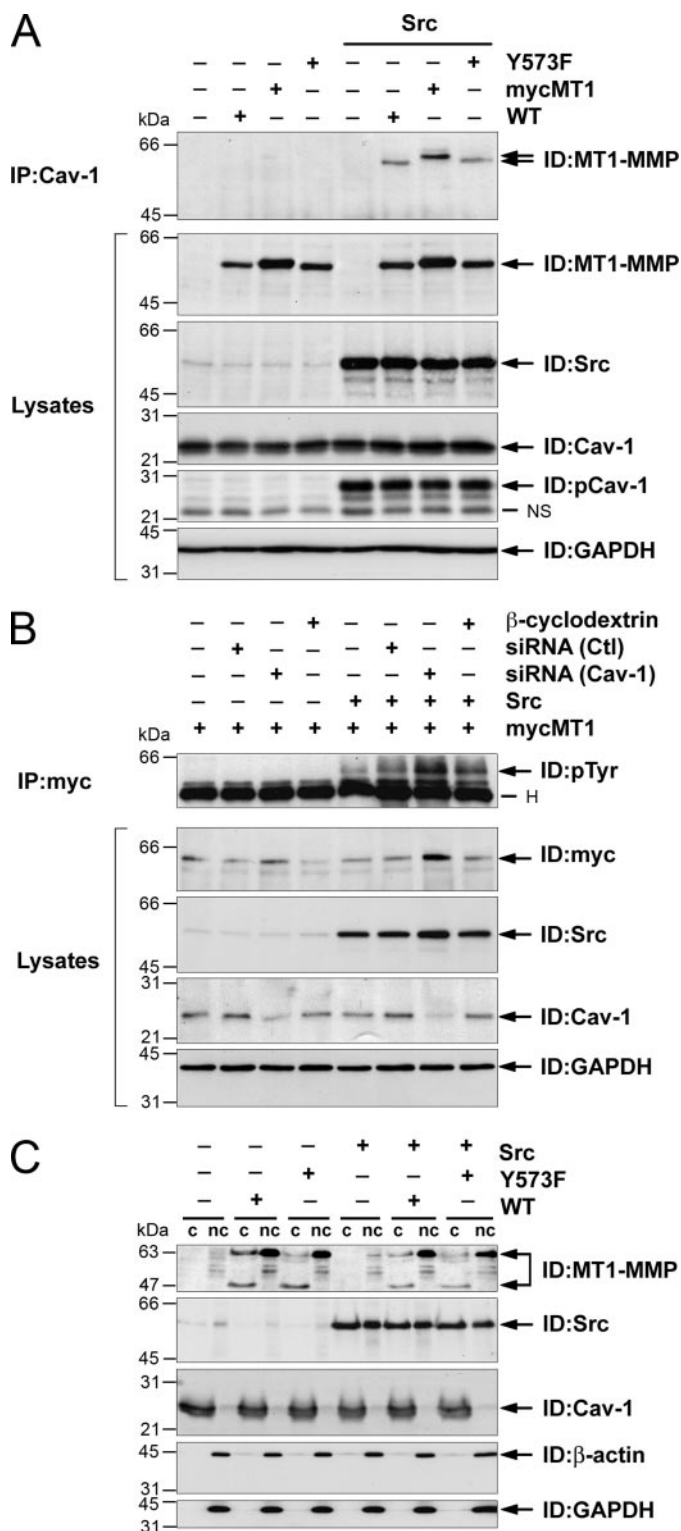 A
Src
– – – + – – – + Y573F
– – + – – – + – mycMT1
– + – – – + – – WT
kDa
66
IP:Cav-1
ID:MT1-MMP
45
66
ID:MT1-MMP
45
66
ID:Src
45
Lysates
31
ID:Cav-1
21
31
ID:pCav-1
NS
21
45
ID:GAPDH
31
B
– – – + – – – + β-cyclodextrin
– + – – – + – – siRNA (Ctl)
– – + – – – + – siRNA (Cav-1)
– – – – + + + + Src
+ + + + + + + + mycMT1
kDa
66
IP:myc
ID:pTyr
H
66
ID:myc
66
ID:Src
Lysates
45
31
ID:Cav-1
21
45
ID:GAPDH
31
C
– – – + + + Src
– – + – – + Y573F
– + – – + – WT
kDa c nc c nc c nc c nc c nc c nc
63
ID:MT1-MMP
47
66
ID:Src
45
31
ID:Cav-1
21
45
ID:β-actin
31
45
ID:GAPDH
31